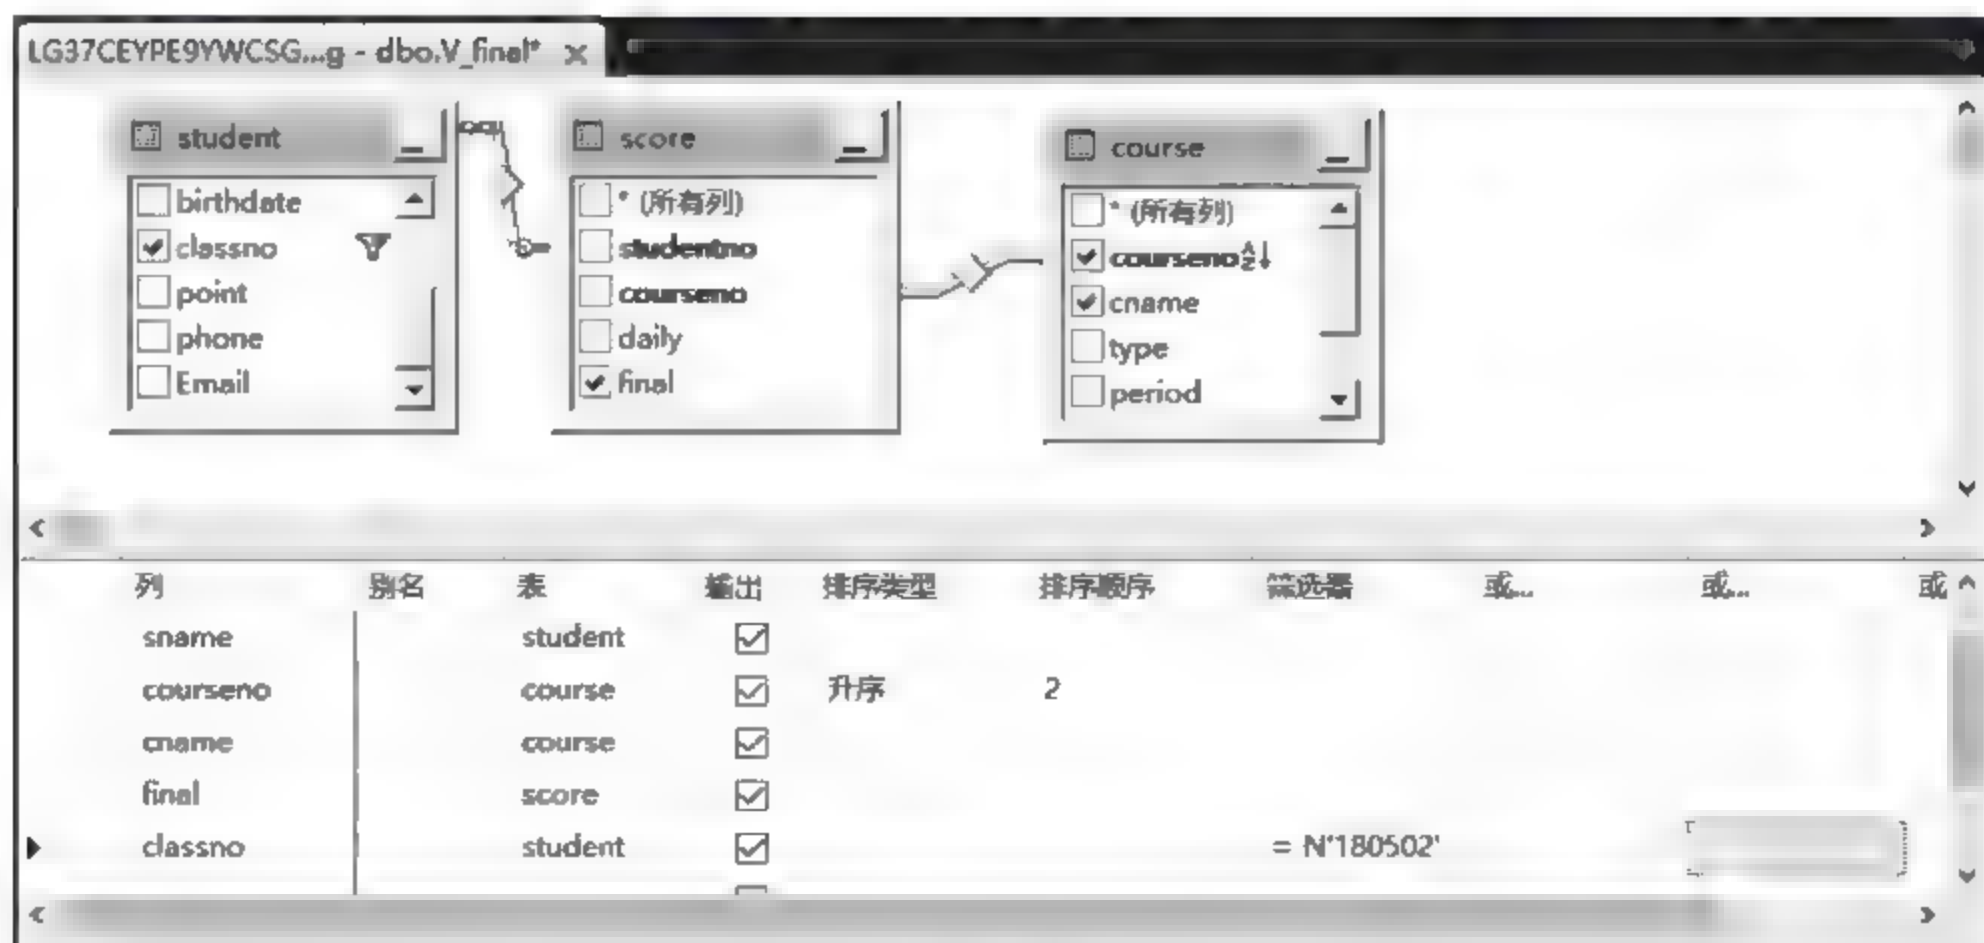 LG37CEYPE9YWCSG...g - dbo.V_final* ×
student
birthdate
classno
point
phone
Email
score
* (所有列)
studentno
courseno
daily
final
course
* (所有列)
courseno
cname
type
period
列 别名 表 输出 排序类型 排序顺序 筛选器 或... 或... 或
sname student
courseno course 升序 2
cname course
final score
classno student = N'180502'